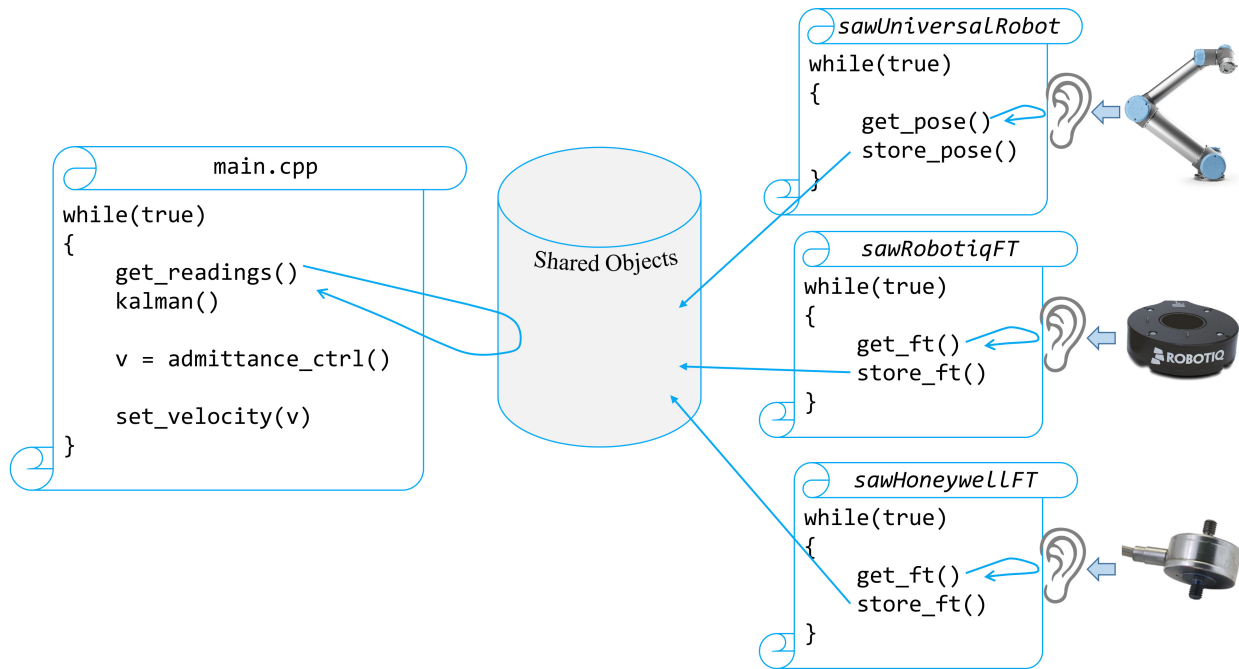 main.cpp
while(true)
{
get_readings()
kalman()
v = admittance_ctrl()
set_velocity(v)
}
Shared Objects
sawUniversalRobot
while(true)
{
get_pose()
store_pose()
}
sawRobotiqFT
while(true)
{
get_ft()
store_ft()
}
ROBOTIQ
sawHoneywellFT
while(true)
{
get_ft()
store_ft()
}